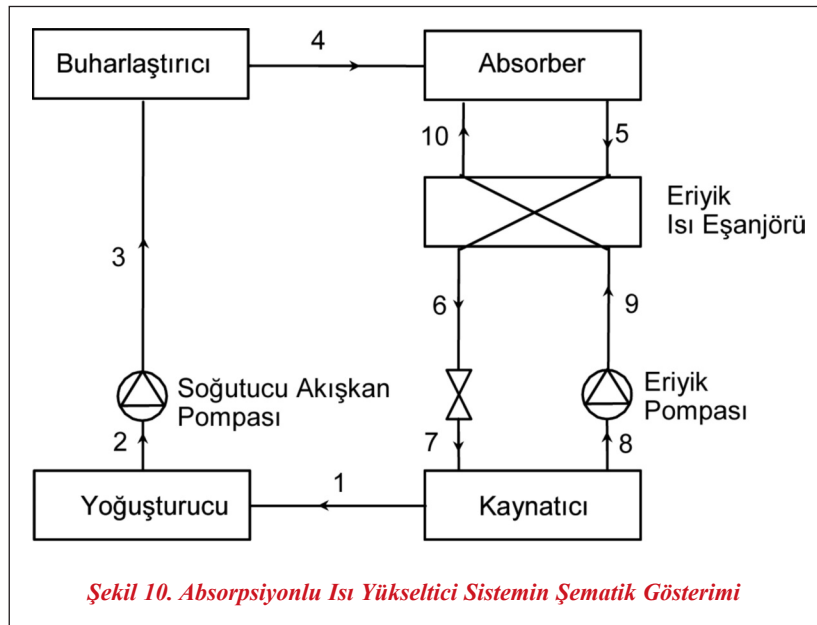 4
Buharlaştırıcı
Absorber
10
5
Eriyik
Isı Eşanjörü
3
6
9
Soğutucu Akışkan
Pompası
Eriyik
Pompası
2
7
8
1
Yoğuşturucu
Kaynatıcı
Şekil 10. Absorpsiyonlu Isı Yükseltici Sistemin Şematik Gösterimi